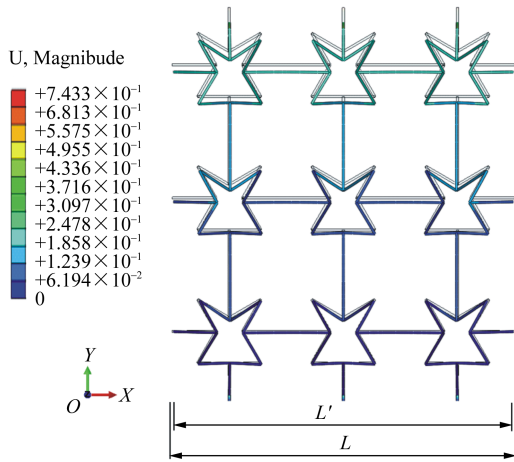 U, Magnibude
+7.433×10⁻¹
+6.813×10⁻¹
+5.575×10⁻¹
+4.955×10⁻¹
+4.336×10⁻¹
+3.716×10⁻¹
+3.097×10⁻¹
+2.478×10⁻¹
+1.858×10⁻¹
+1.239×10⁻¹
+6.194×10⁻²
0
Y
O X
L'
L